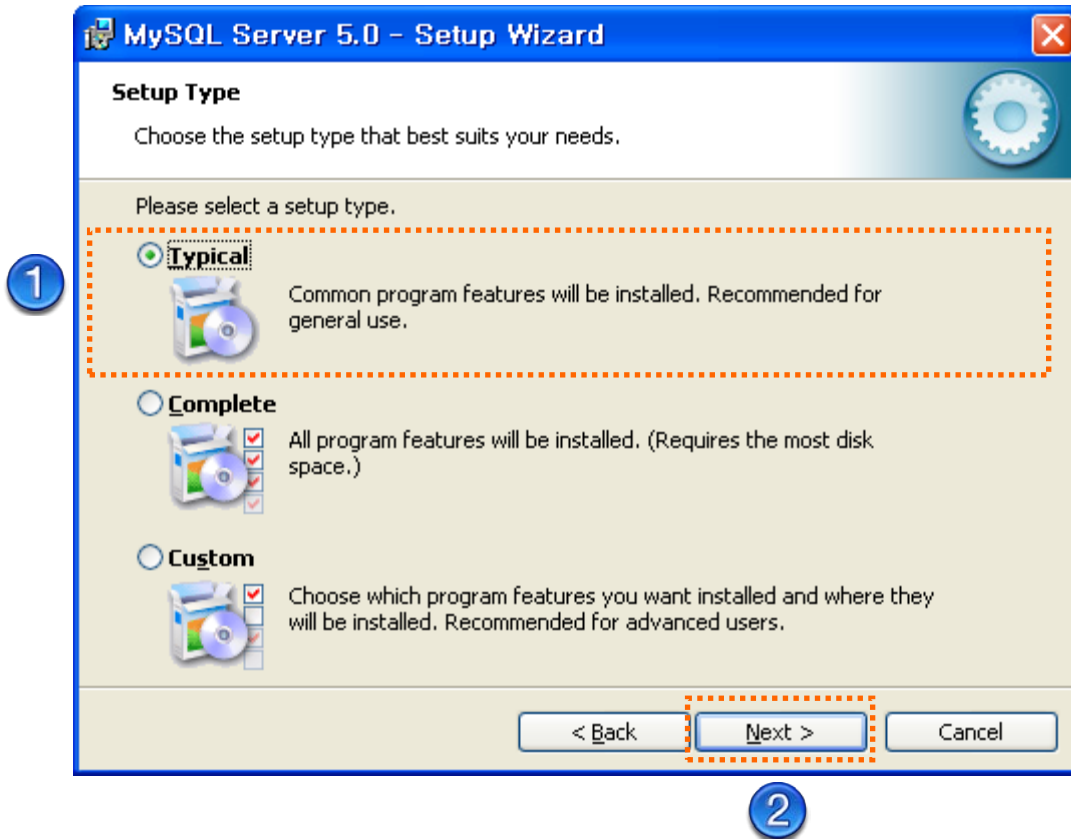 MySQL Server 5.0 - Setup Wizard
Setup Type
Choose the setup type that best suits your needs.
Please select a setup type.
1
Typical
Common program features will be installed. Recommended for
general use.
Complete
All program features will be installed. (Requires the most disk
space.)
Custom
Choose which program features you want installed and where they
will be installed. Recommended for advanced users.
< Back
Next >
Cancel
2